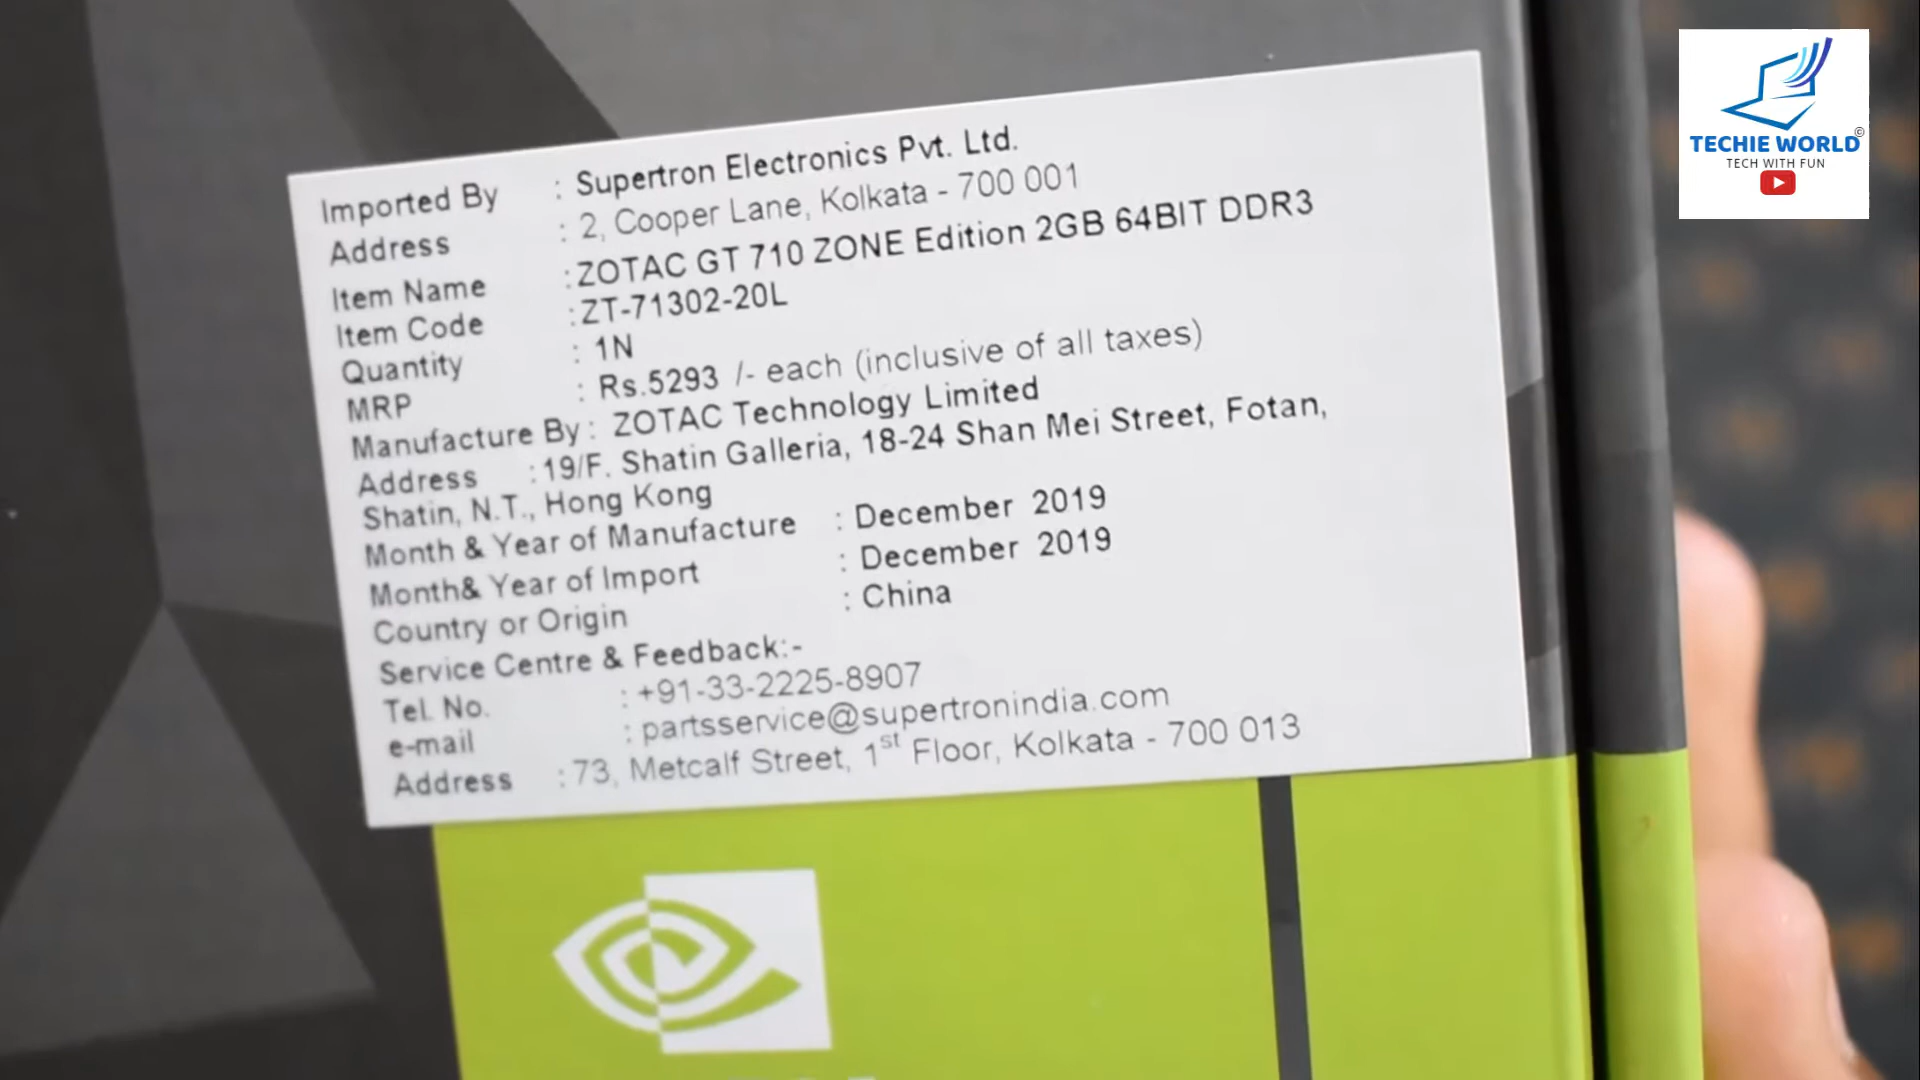 Imported By : Supertron Electronics Pvt. Ltd.
Address : 2, Cooper Lane, Kolkata - 700 001
Item Name : ZOTAC GT 710 ZONE Edition 2GB 64BIT DDR3
Item Code : ZT-71302-20L
Quantity : 1N
MRP : Rs.5293 /- each (inclusive of all taxes)
Manufacture By : ZOTAC Technology Limited
Address : 19/F. Shatin Galleria, 18-24 Shan Mei Street, Fotan,
Shatin, N.T., Hong Kong
Month & Year of Manufacture : December 2019
Month& Year of Import : December 2019
Country or Origin : China
Service Centre & Feedback:-
Tel. No. : +91-33-2225-8907
e-mail : partsservice@supertronindia.com
Address : 73, Metcalf Street, 1st Floor, Kolkata - 700 013
TECHIE WORLD©
TECH WITH FUN